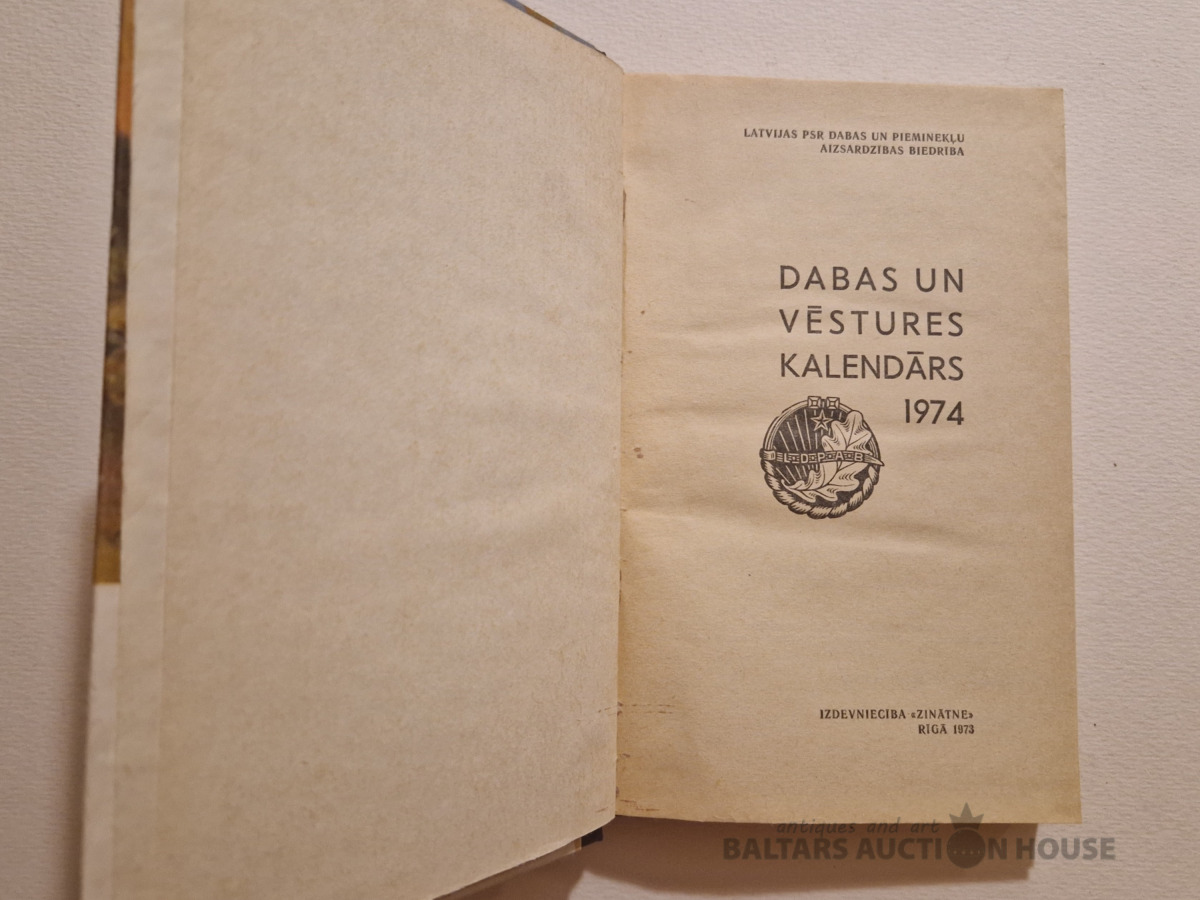 LATVIJAS PSR DABAS UN PIEMINEKĻU
AIZSARDZĪBAS BIEDRĪBA
DABAS UN
VĒSTURES
KALENDĀRS
1974
LDPAB
IZDEVNIECĪBA «ZINĀTNE»
RĪGĀ 1973
antiques and art
BALTARS AUCTION HOUSE